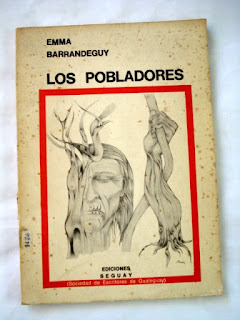 EMMA
BARRANDEGUY
LOS POBLADORES
EDICIONES
SEGUAY
(Sociedad de Escritores de Gualeguay)